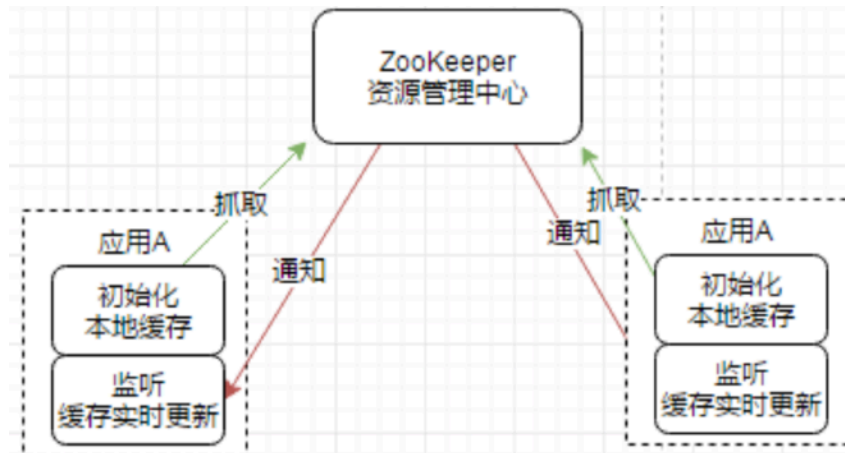 ZooKeeper
资源管理中心
抓取
抓取
通知
通知
应用A
初始化
本地缓存
监听
缓存实时更新
应用A
初始化
本地缓存
监听
缓存实时更新